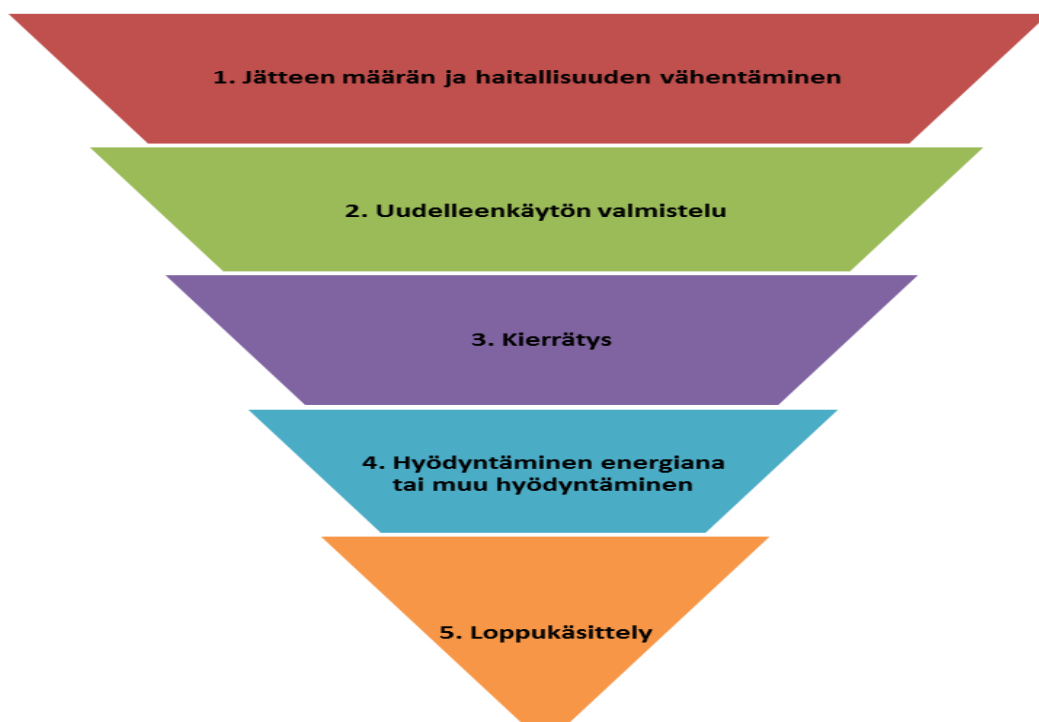 1. Jätteen määrän ja haitallisuuden vähentäminen
2. Uudelleenkäytön valmistelu
3. Kierrätys
4. Hyödyntäminen energiana
tai muu hyödyntäminen
5. Loppukäsittely